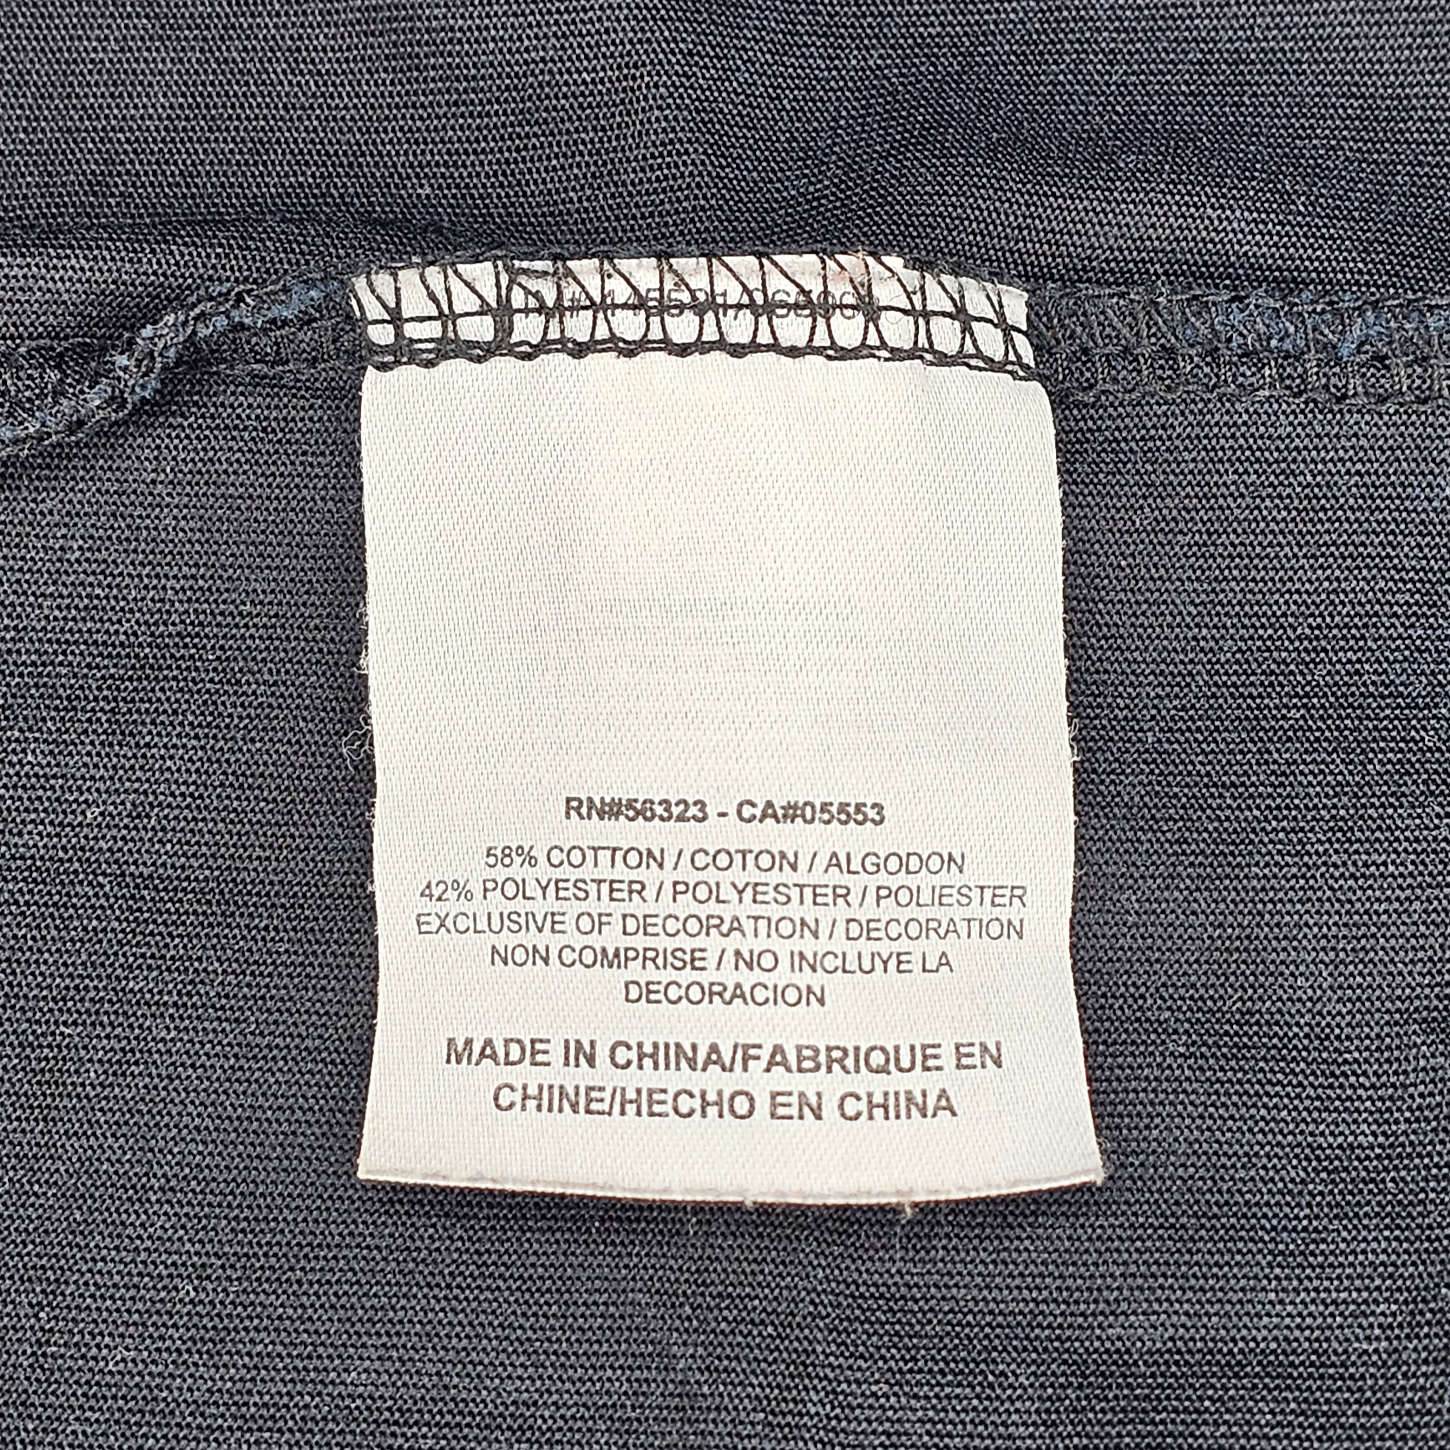 RN#56323 - CA#05553
58% COTTON / COTON / ALGODON
42% POLYESTER / POLYESTER / POLIESTER
EXCLUSIVE OF DECORATION / DECORATION
NON COMPRISE / NO INCLUYE LA
DECORACION
MADE IN CHINA/FABRIQUE EN
CHINE/HECHO EN CHINA